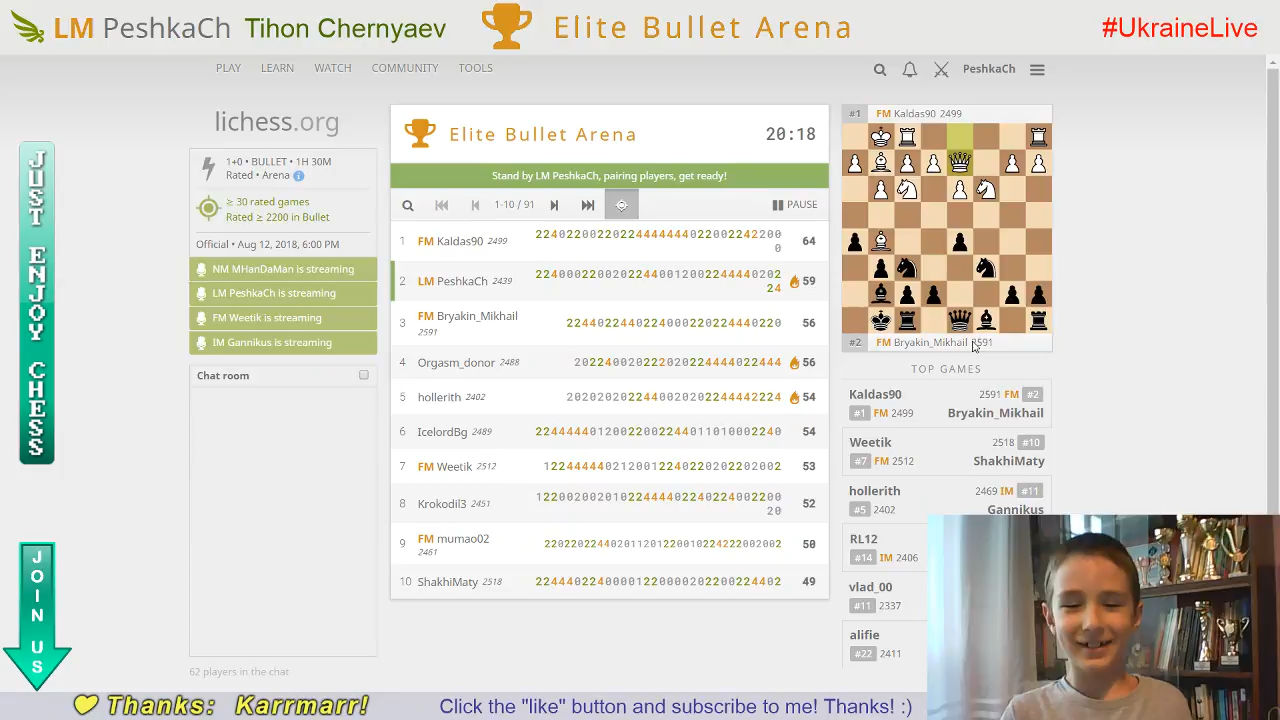 LM PeshkaCh Tihon Chernyaev
Elite Bullet Arena
#UkraineLive
PLAY LEARN WATCH COMMUNITY TOOLS
PeshkaCh
lichess.org
1+0 • BULLET • 1H 30M
Rated • Arena
≥ 30 rated games
Rated ≥ 2200 in Bullet
Official • Aug 12, 2018, 6:00 PM
NM MHanDaMan is streaming
LM PeshkaCh is streaming
FM Weetik is streaming
IM Gannikus is streaming
Chat room
62 players in the chat
JUST ENJOY CHESS
JOIN US
Elite Bullet Arena 20:18
Stand by LM PeshkaCh, pairing players, get ready!
1-10 / 91 PAUSE
1 FM Kaldas90 2499 64
2 LM PeshkaCh 2439 59
3 FM Bryakin_Mikhail 2591 56
4 Orgasm_donor 2488 56
5 hollerith 2402 54
6 IcelordBg 2489 54
7 FM Weetik 2512 53
8 Krokodil3 2451 52
9 FM mumao02 2461 50
10 ShakhiMaty 2518 49
#1 FM Kaldas90 2499
#2 FM Bryakin_Mikhail 2591
TOP GAMES
Kaldas90 2591 FM #2
#1 FM 2499 Bryakin_Mikhail
Weetik 2518 #10
#7 FM 2512 ShakhiMaty
hollerith 2469 IM #11
#5 2402 Gannikus
RL12
#14 IM 2406
vlad_00
#11 2337
alifie
#22 2411
Thanks: Karrmarr!
Click the "like" button and subscribe to me! Thanks! :)